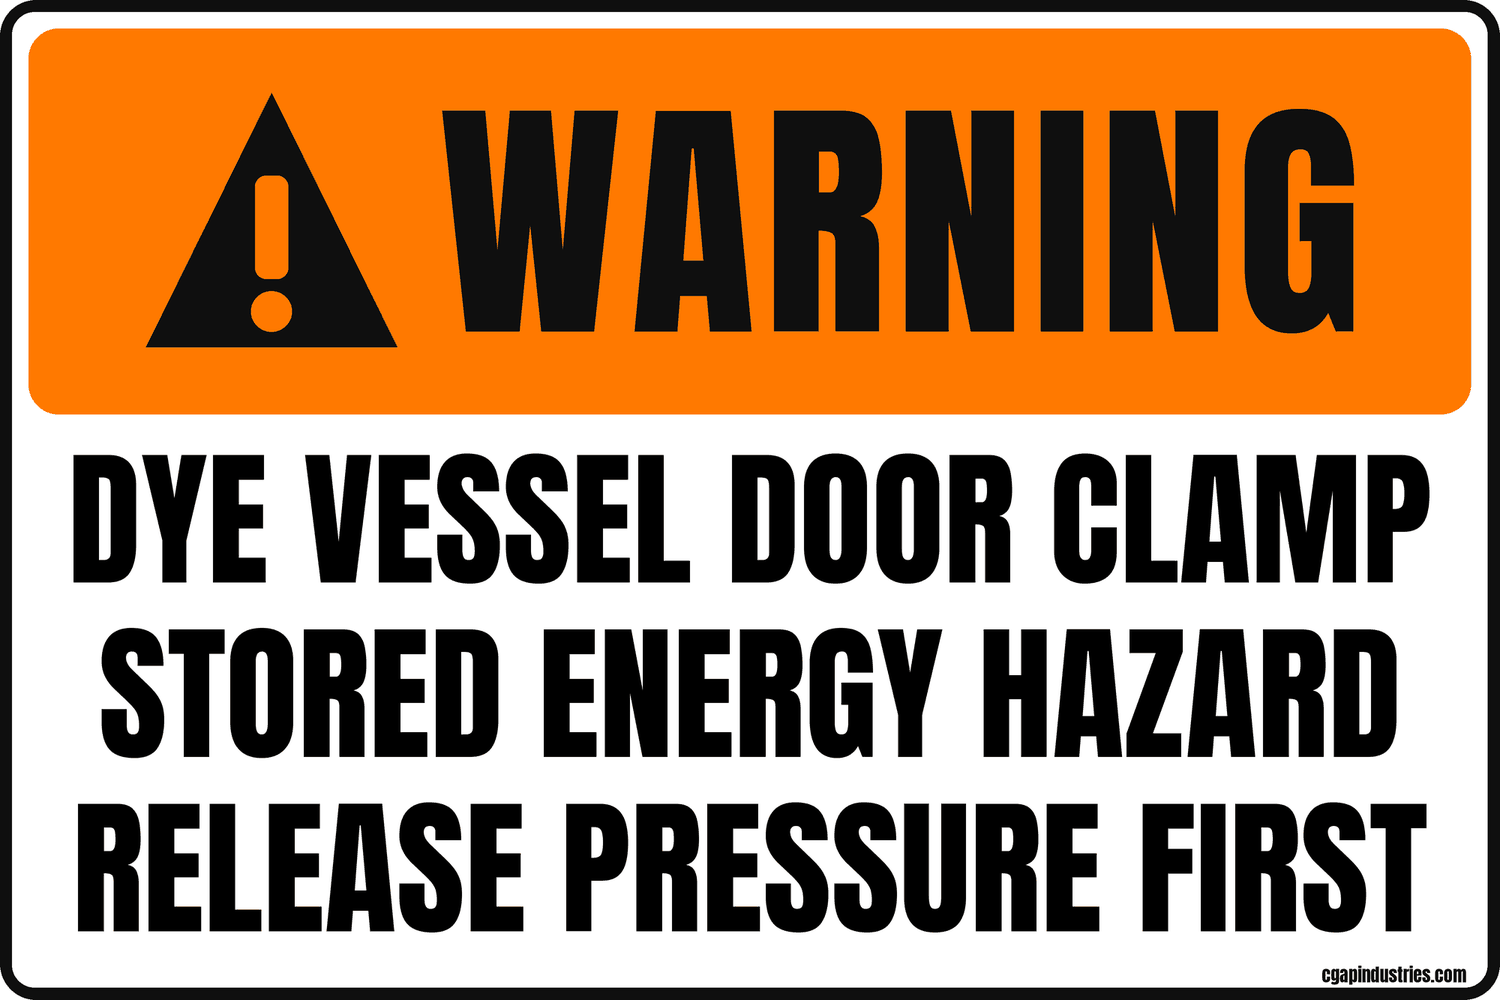 WARNING
DYE VESSEL DOOR CLAMP
STORED ENERGY HAZARD
RELEASE PRESSURE FIRST
cgapindustries.com